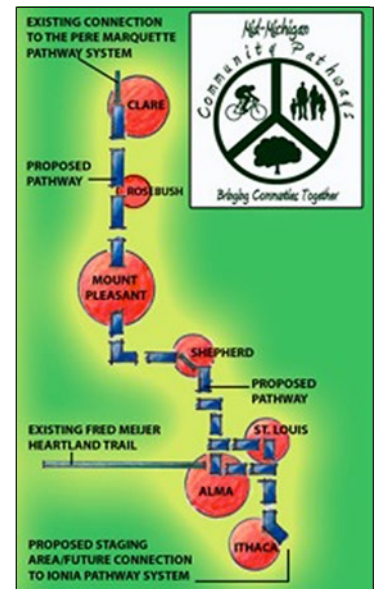 EXISTING CONNECTION
TO THE PERE MARQUETTE
PATHWAY SYSTEM
Mid-Michigan
Community Pathways
Bringing Communities Together
CLARE
PROPOSED
PATHWAY
ROSEBUSH
MOUNT
PLEASANT
SHEPHERD
PROPOSED
PATHWAY
EXISTING FRED MEIJER
HEARTLAND TRAIL
ST. LOUIS
ALMA
ITHACA
PROPOSED STAGING
AREA/FUTURE CONNECTION
TO IONIA PATHWAY SYSTEM